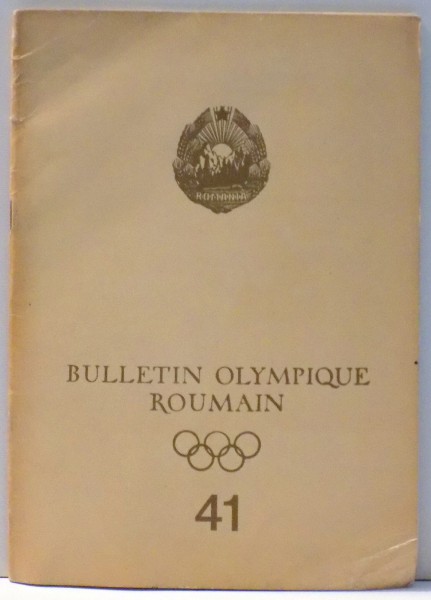 ROMANIA
BULLETIN OLYMPIQUE
ROUMAIN
41